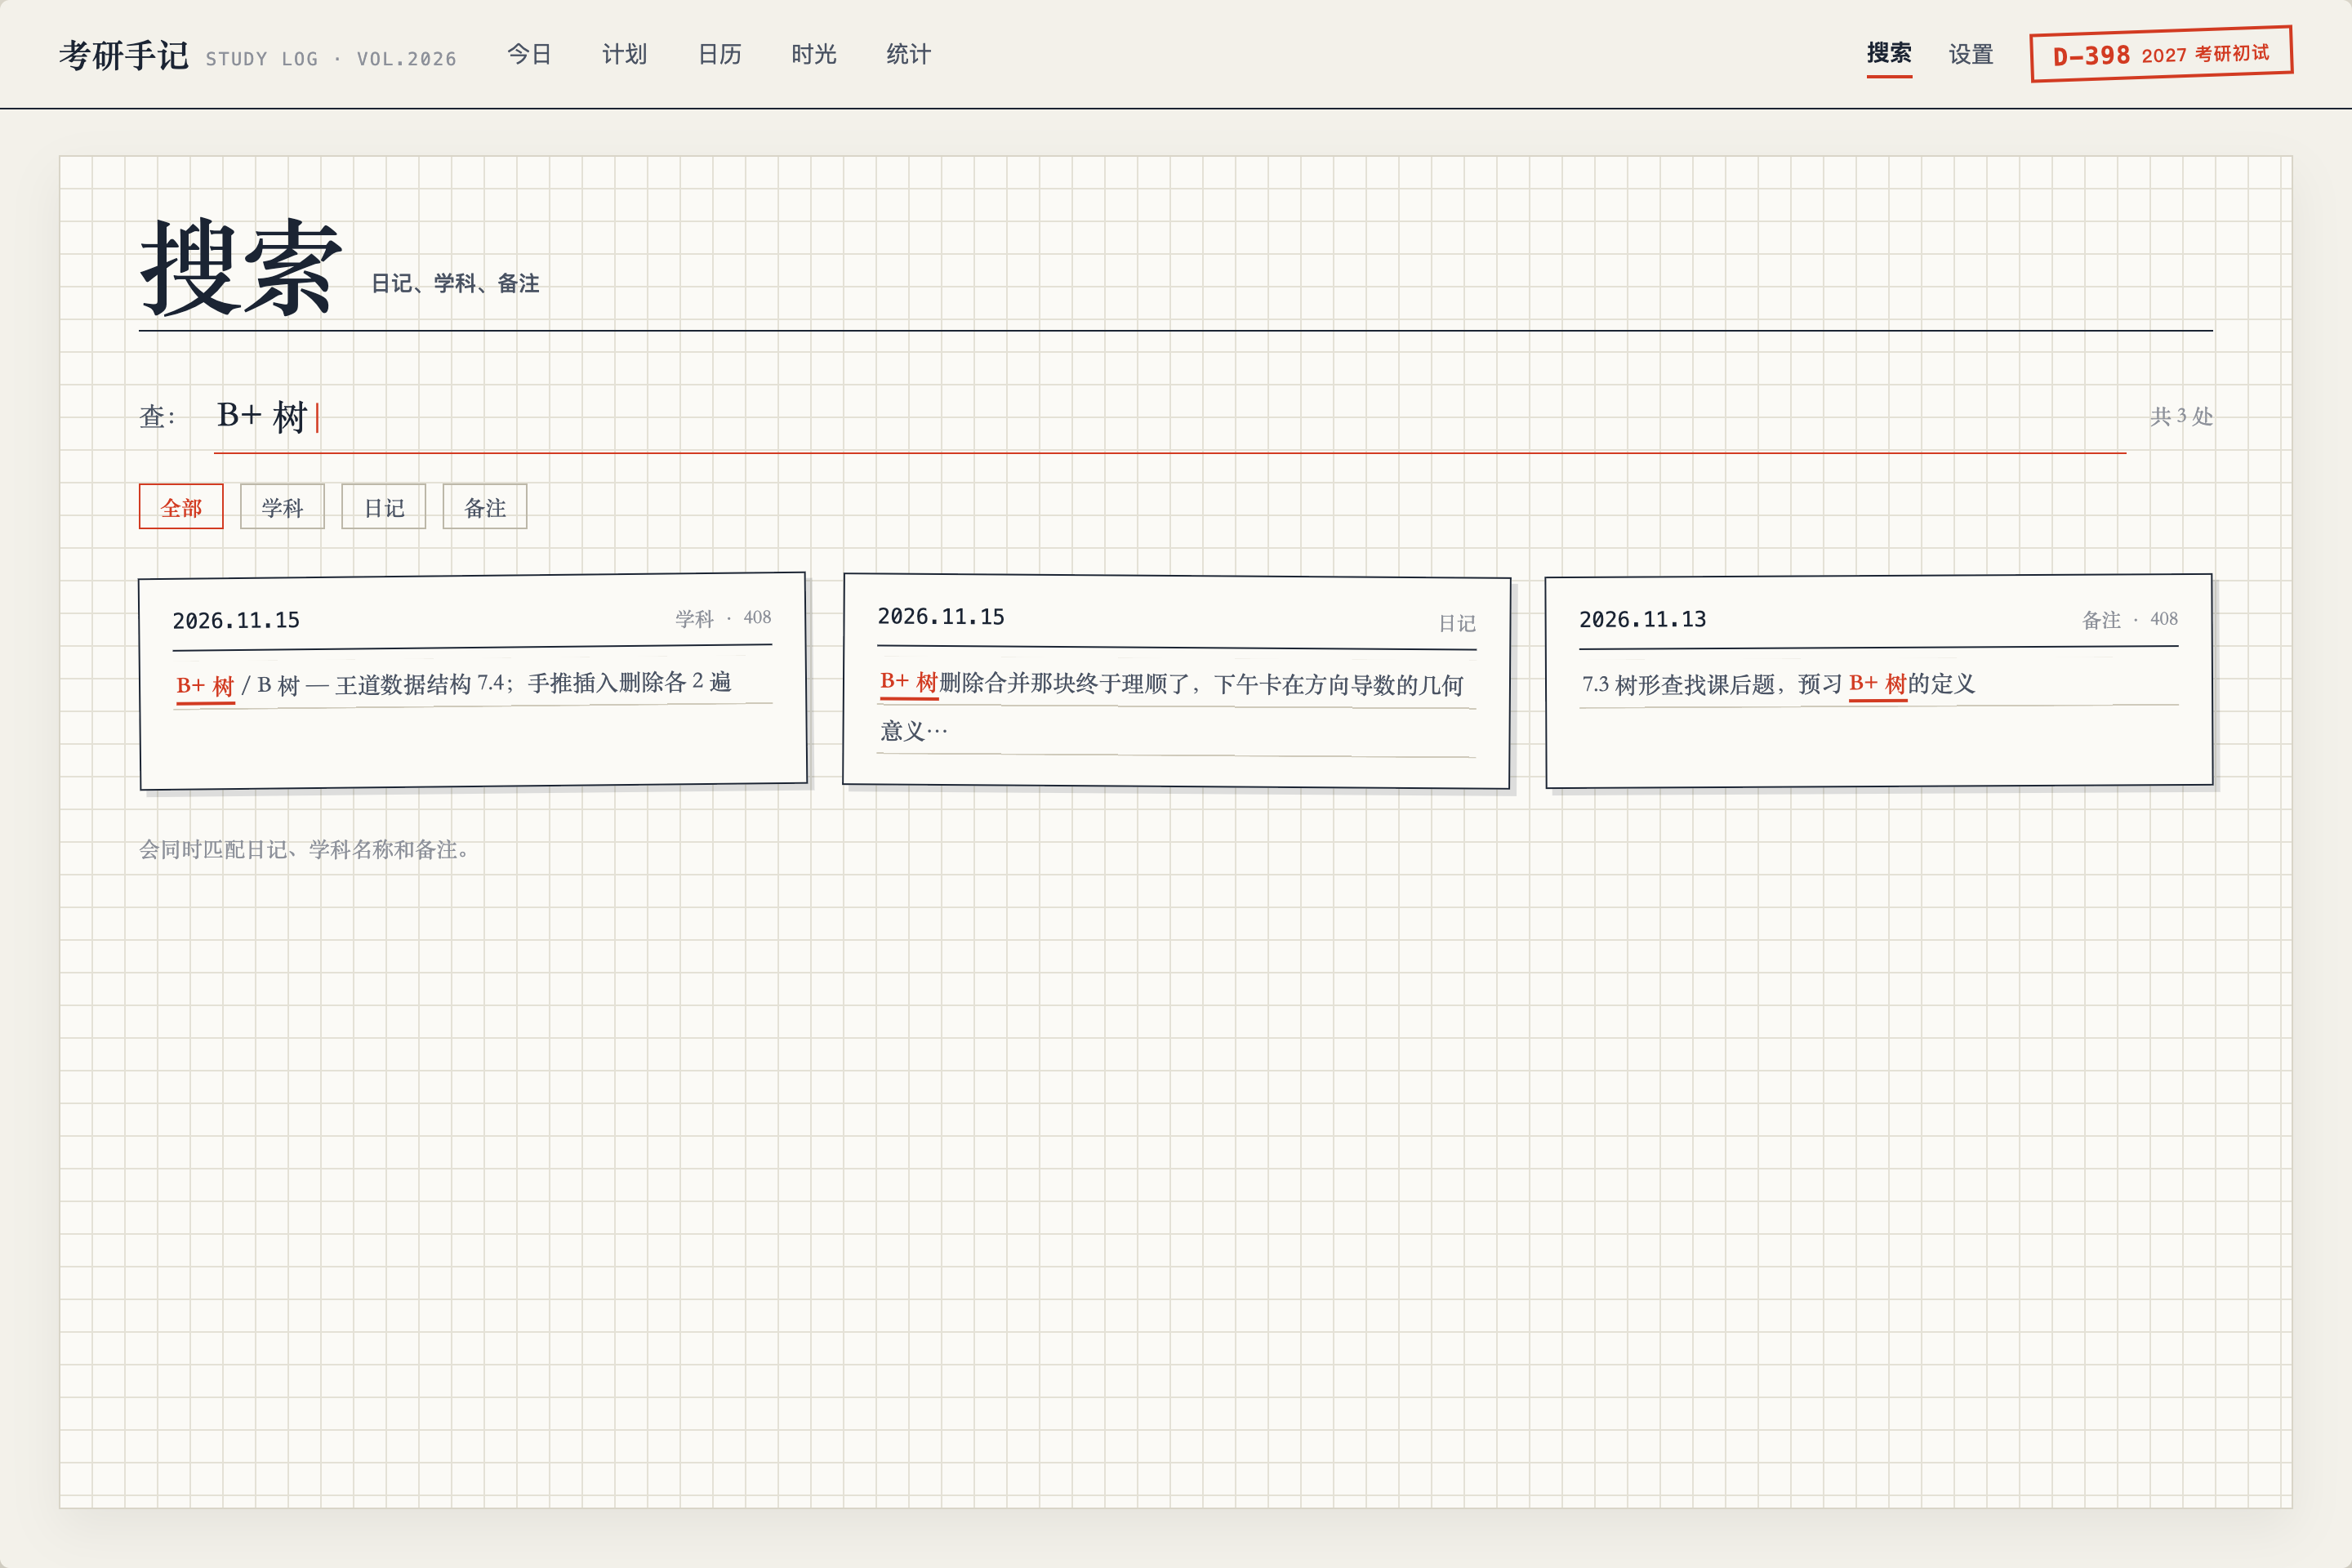 考研手记 STUDY LOG · VOL.2026 今日 计划 日历 时光 统计 搜索 设置 D−398 2027 考研初试
搜索 日记、学科、备注
查： B+ 树 共 3 处
全部 学科 日记 备注
2026.11.15 学科 · 408
B+ 树 / B 树 — 王道数据结构 7.4；手推插入删除各 2 遍
2026.11.15 日记
B+ 树删除合并那块终于理顺了，下午卡在方向导数的几何
意义…
2026.11.13 备注 · 408
7.3 树形查找课后题，预习 B+ 树的定义
会同时匹配日记、学科名称和备注。